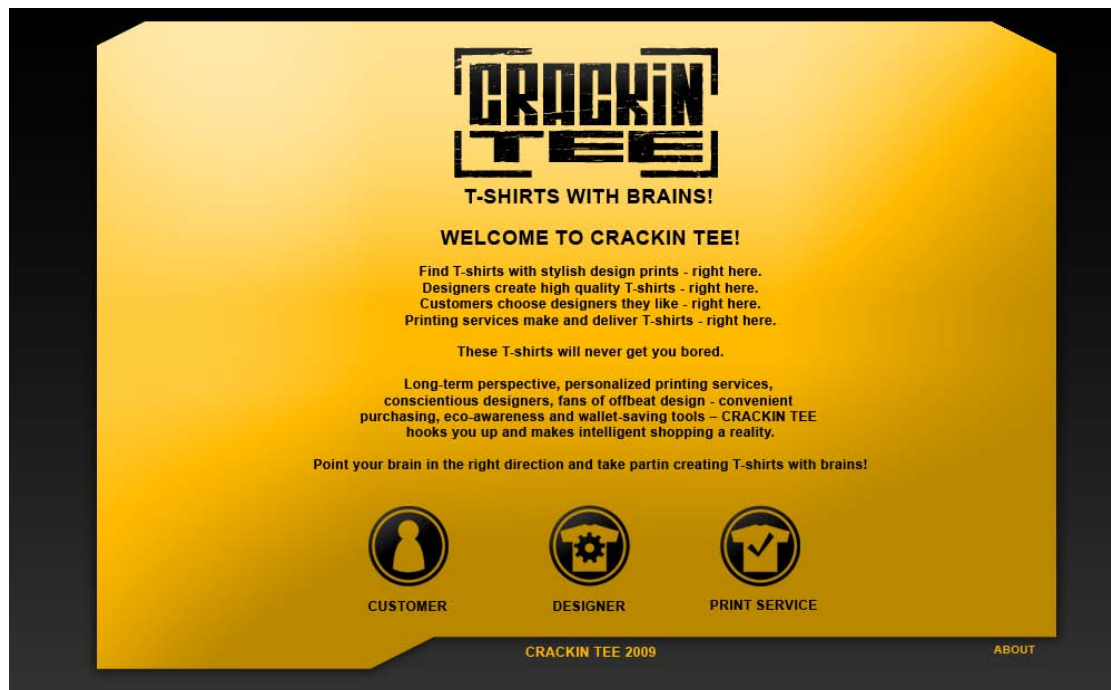 CRACKiN
TEE
T-SHIRTS WITH BRAINS!
WELCOME TO CRACKIN TEE!
Find T-shirts with stylish design prints - right here.
Designers create high quality T-shirts - right here.
Customers choose designers they like - right here.
Printing services make and deliver T-shirts - right here.
These T-shirts will never get you bored.
Long-term perspective, personalized printing services,
conscientious designers, fans of offbeat design - convenient
purchasing, eco-awareness and wallet-saving tools – CRACKIN TEE
hooks you up and makes intelligent shopping a reality.
Point your brain in the right direction and take partin creating T-shirts with brains!
CUSTOMER
DESIGNER
PRINT SERVICE
CRACKIN TEE 2009
ABOUT